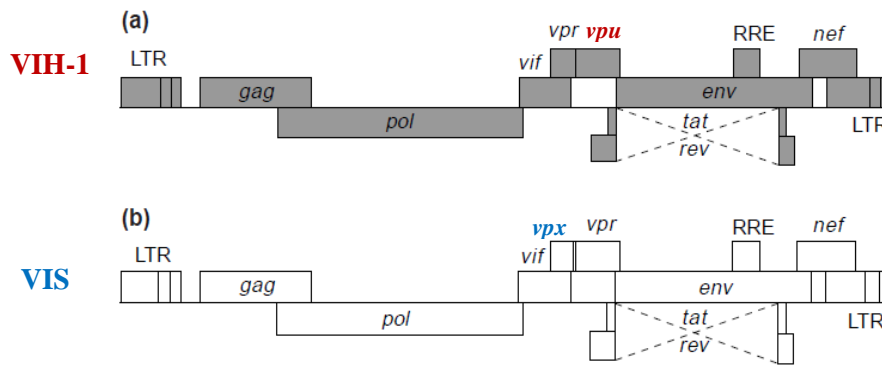 (a)
VIH-1
LTR
gag
pol
vif
vpr
vpu
env
tat
rev
RRE
nef
LTR
(b)
VIS
LTR
gag
pol
vif
vpx
vpr
env
tat
rev
RRE
nef
LTR